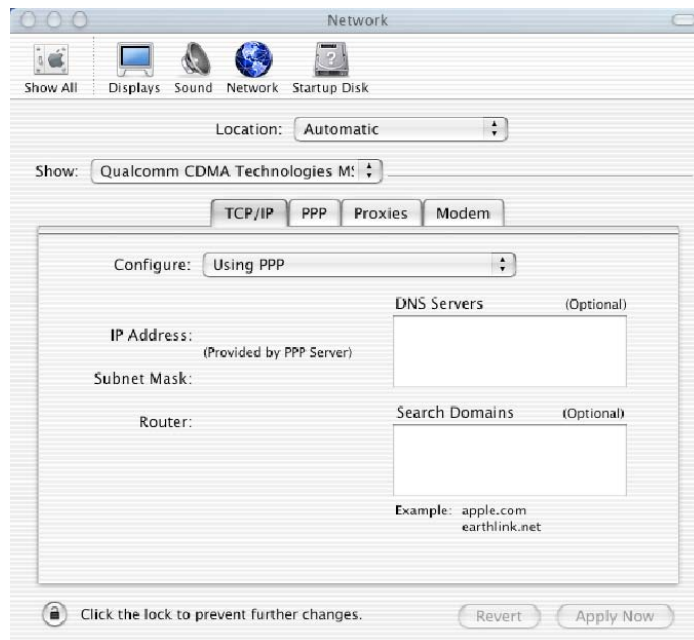 Network
Show All Displays Sound Network Startup Disk
Location: Automatic
Show: Qualcomm CDMA Technologies MS
TCP/IP PPP Proxies Modem
Configure: Using PPP
DNS Servers (Optional)
IP Address:
(Provided by PPP Server)
Subnet Mask:
Router:
Search Domains (Optional)
Example: apple.com
earthlink.net
Click the lock to prevent further changes.
Revert Apply Now